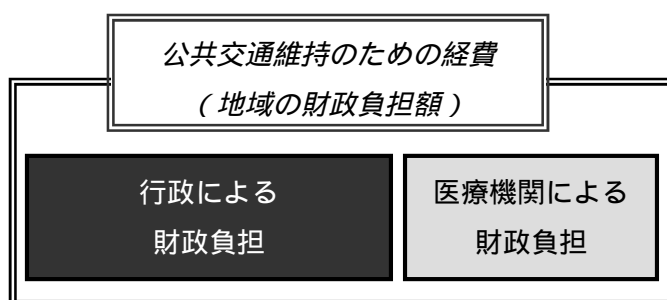 公共交通維持のための経費
（地域の財政負担額）
行政による
財政負担
医療機関による
財政負担